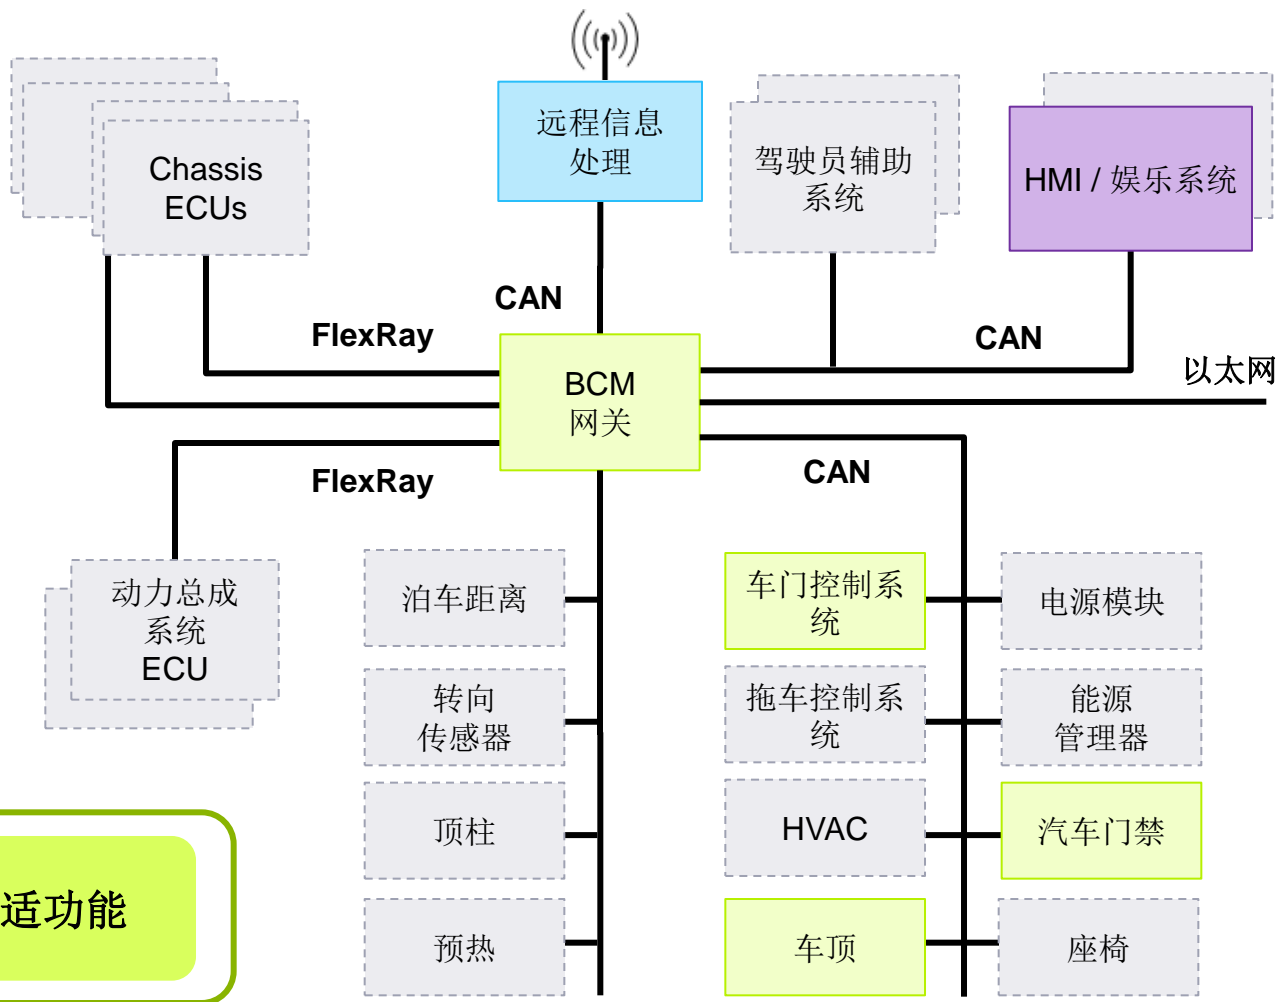 远程信息
处理
Chassis
ECUs
驾驶员辅助
系统
HMI / 娱乐系统
CAN
FlexRay
CAN
以太网
BCM
网关
FlexRay
CAN
动力总成
系统
ECU
泊车距离
车门控制系
统
电源模块
转向
传感器
拖车控制系
统
能源
管理器
顶柱
HVAC
汽车门禁
适功能
预热
车顶
座椅